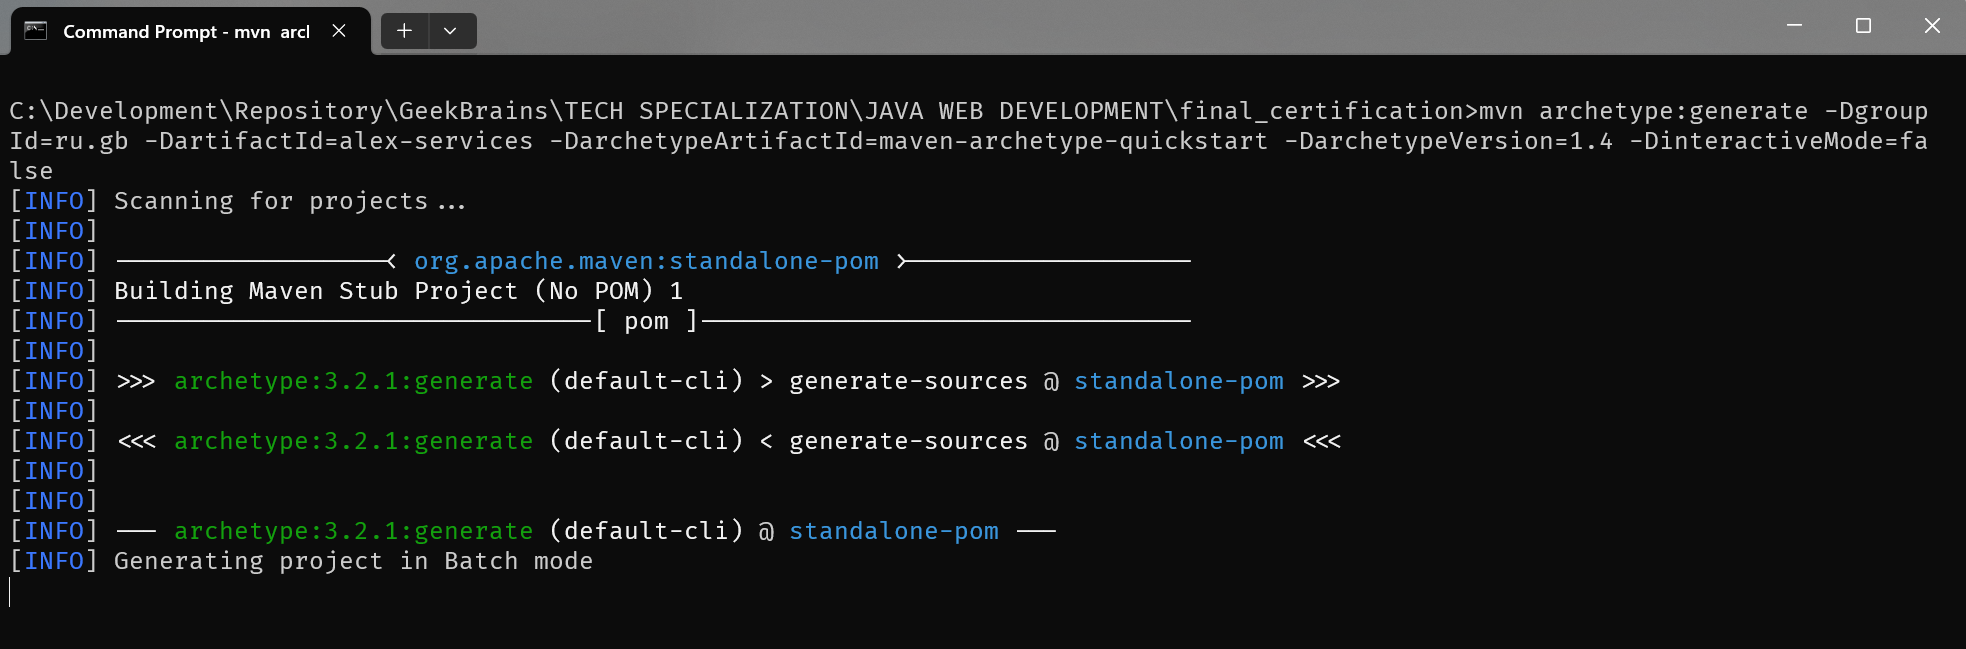 Command Prompt - mvn arcl
C:\Development\Repository\GeekBrains\TECH SPECIALIZATION\JAVA WEB DEVELOPMENT\final_certification>mvn archetype:generate -Dgroup
Id=ru.gb -DartifactId=alex-services -DarchetypeArtifactId=maven-archetype-quickstart -DarchetypeVersion=1.4 -DinteractiveMode=fa
lse
[INFO] Scanning for projects...
[INFO]
[INFO] ------------------< org.apache.maven:standalone-pom >-------------------
[INFO] Building Maven Stub Project (No POM) 1
[INFO] --------------------------------[ pom ]---------------------------------
[INFO]
[INFO] >>> archetype:3.2.1:generate (default-cli) > generate-sources @ standalone-pom >>>
[INFO]
[INFO] <<< archetype:3.2.1:generate (default-cli) < generate-sources @ standalone-pom <<<
[INFO]
[INFO]
[INFO] --- archetype:3.2.1:generate (default-cli) @ standalone-pom ---
[INFO] Generating project in Batch mode